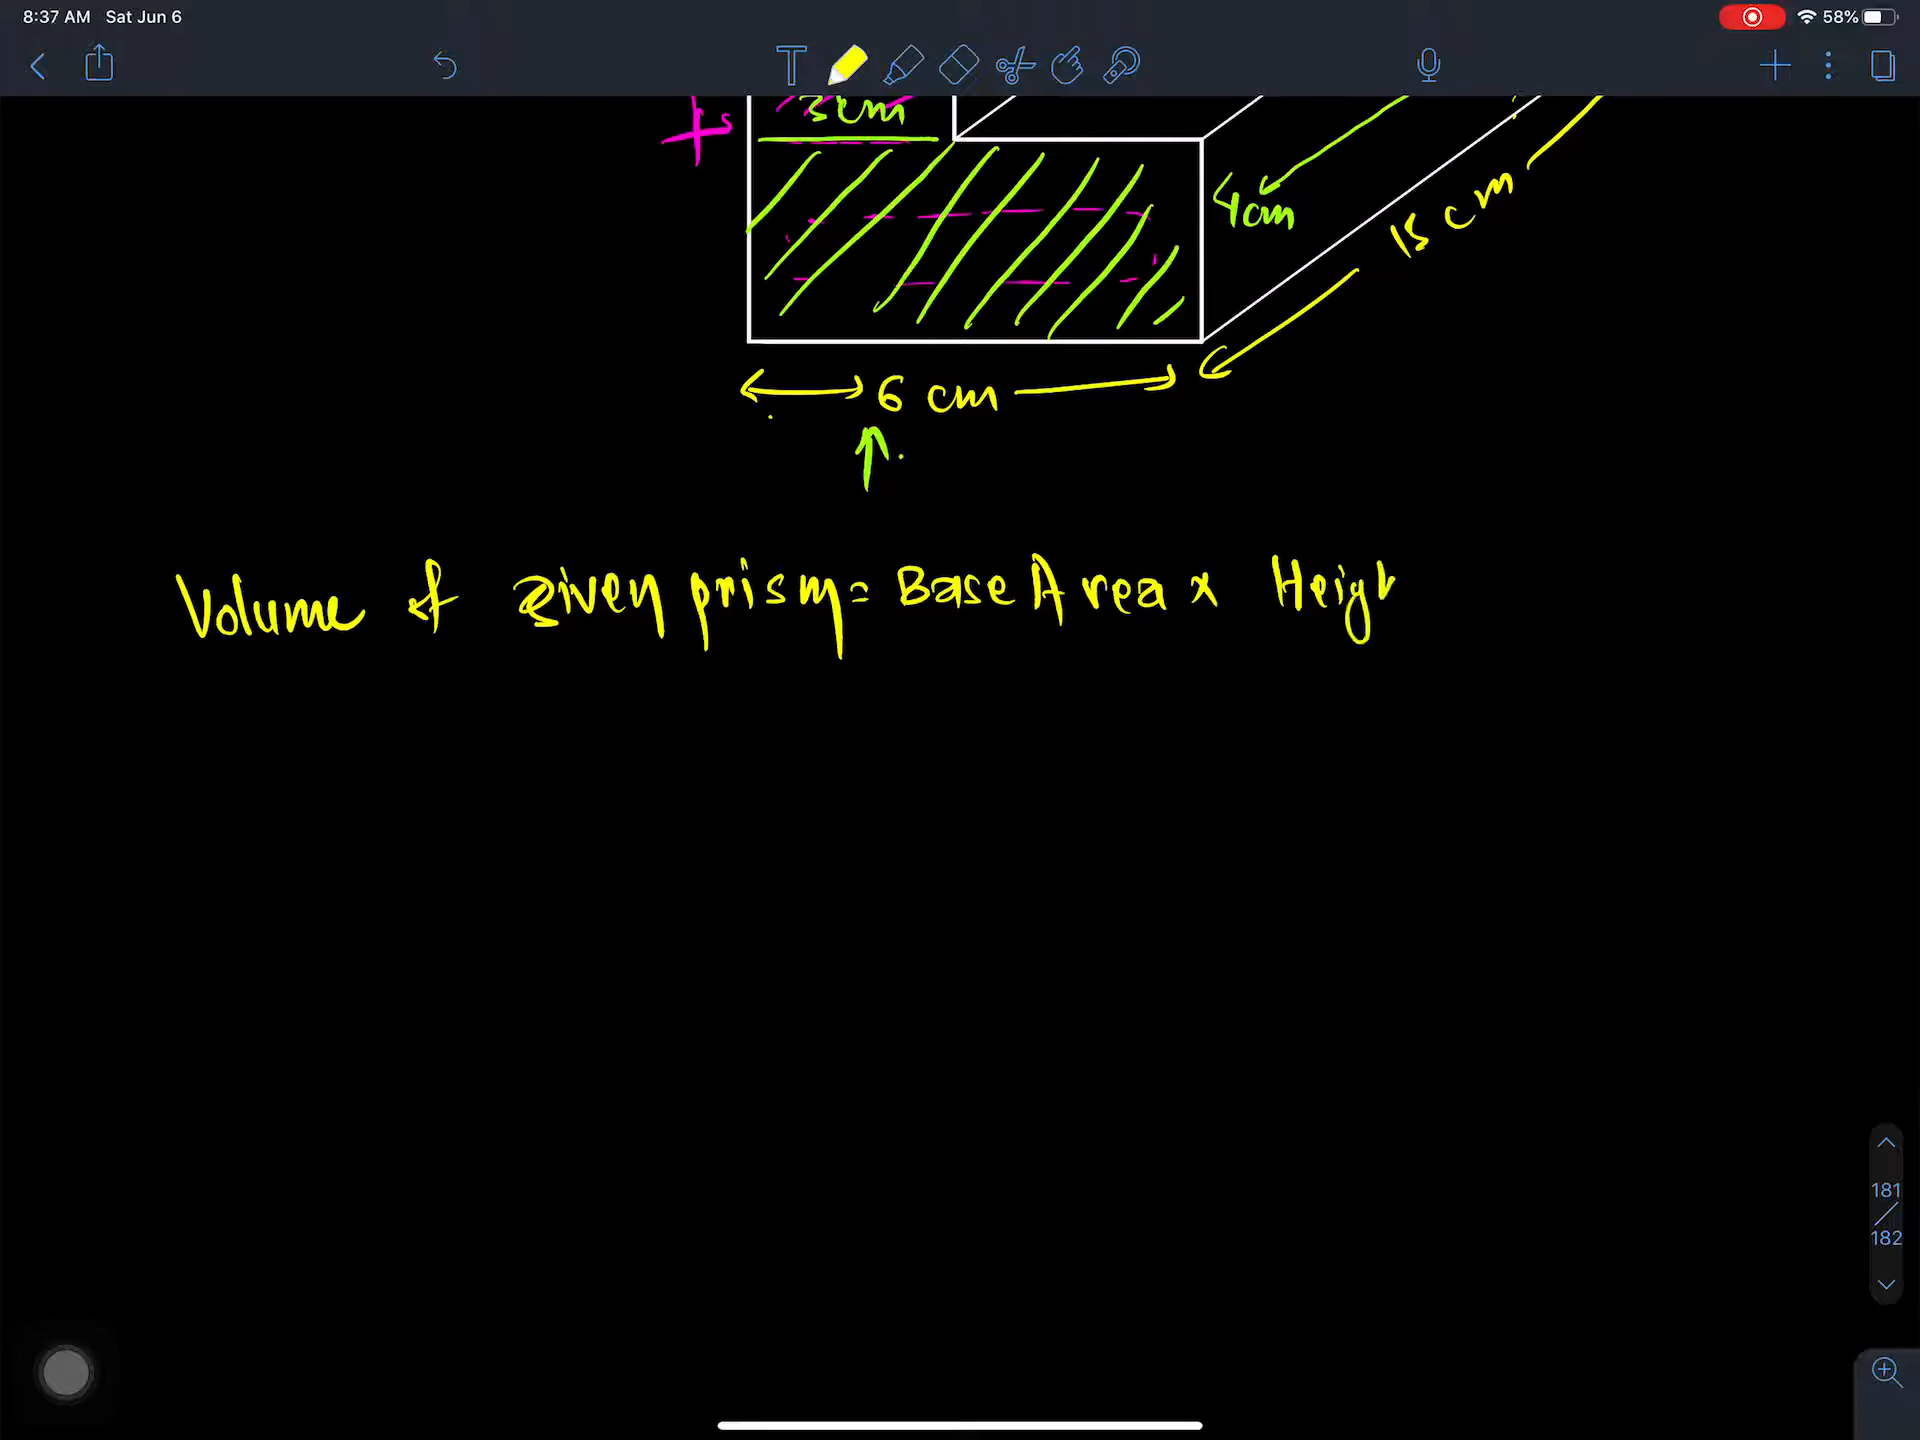 8:37 AM Sat Jun 6
58%
3cm
4cm
15 cm
6 cm
Volume of given prism = Base Area x Heigh
181
182